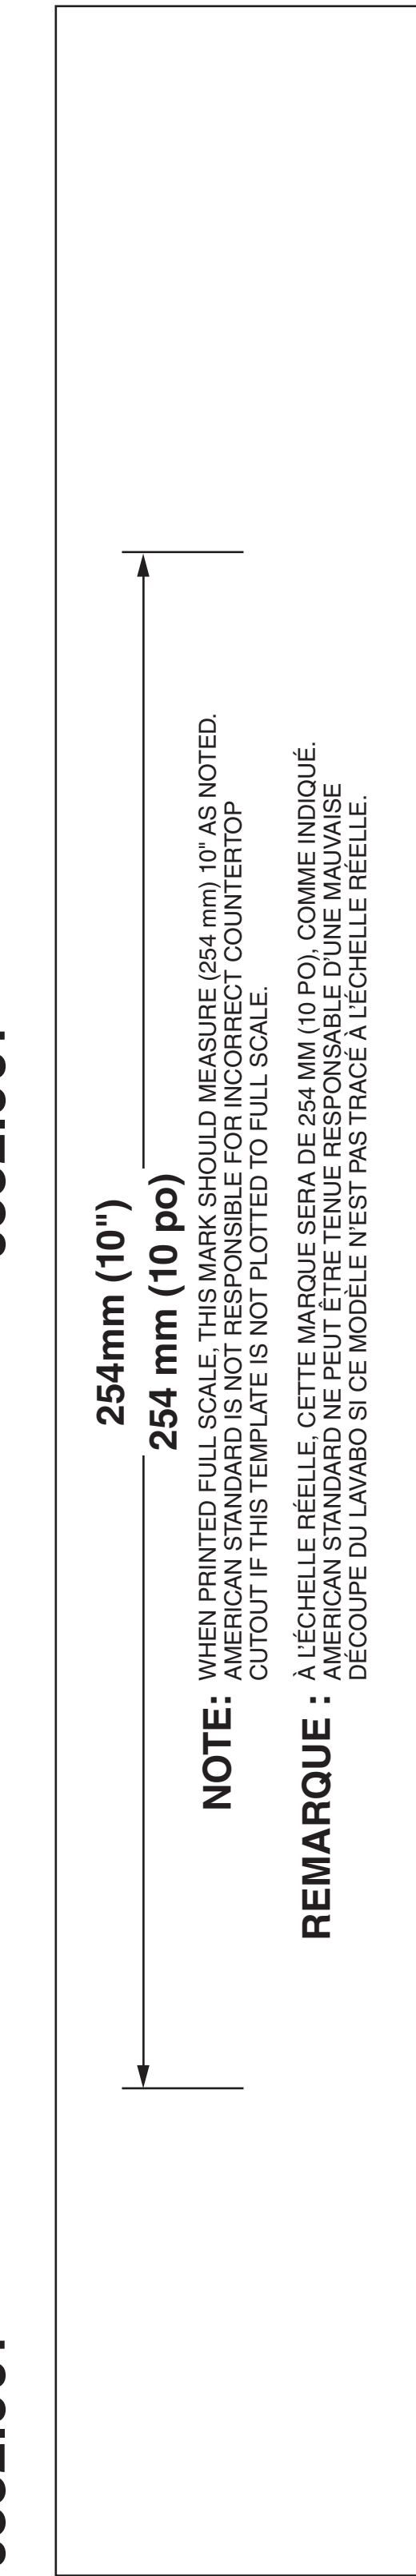 254mm (10")
254 mm (10 po)
NOTE: WHEN PRINTED FULL SCALE, THIS MARK SHOULD MEASURE (254 mm) 10" AS NOTED.
AMERICAN STANDARD IS NOT RESPONSIBLE FOR INCORRECT COUNTERTOP
CUTOUT IF THIS TEMPLATE IS NOT PLOTTED TO FULL SCALE.
REMARQUE : À L'ÉCHELLE RÉELLE, CETTE MARQUE SERA DE 254 MM (10 PO), COMME INDIQUÉ.
AMERICAN STANDARD NE PEUT ÊTRE TENUE RESPONSABLE D'UNE MAUVAISE
DÉCOUPE DU LAVABO SI CE MODÈLE N'EST PAS TRACÉ À L'ÉCHELLE RÉELLE.